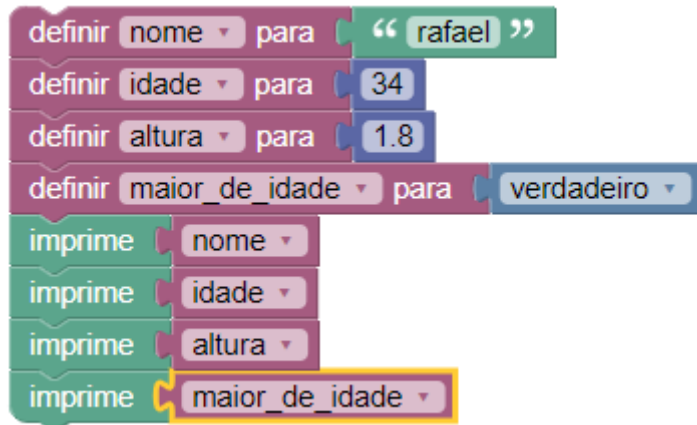 definir nome para “ rafael ”
definir idade para 34
definir altura para 1.8
definir maior_de_idade para verdadeiro
imprime nome
imprime idade
imprime altura
imprime maior_de_idade